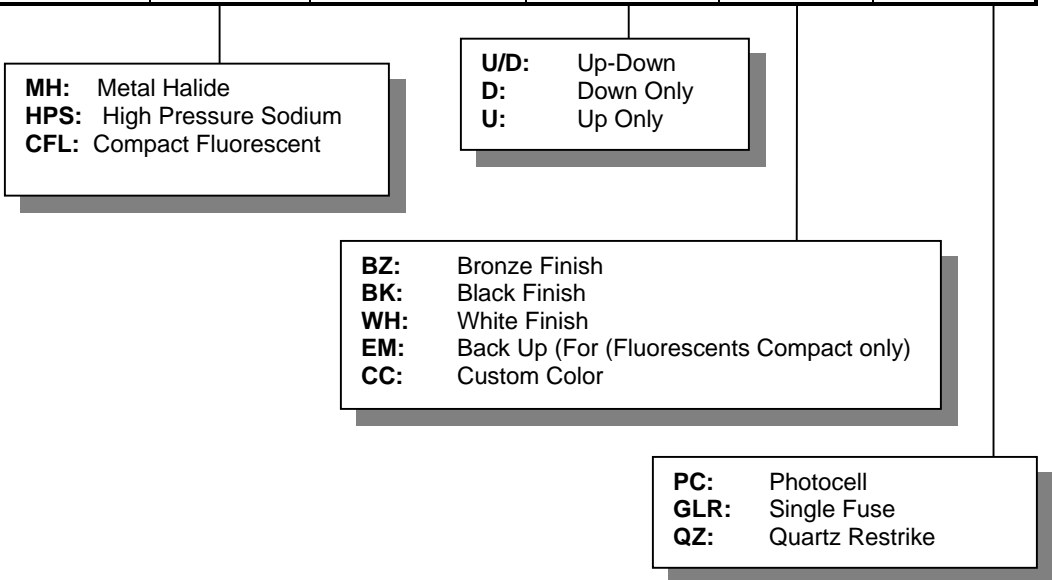 MH: Metal Halide
HPS: High Pressure Sodium
CFL: Compact Fluorescent
U/D: Up-Down
D: Down Only
U: Up Only
BZ: Bronze Finish
BK: Black Finish
WH: White Finish
EM: Back Up (For (Fluorescents Compact only)
CC: Custom Color
PC: Photocell
GLR: Single Fuse
QZ: Quartz Restrike